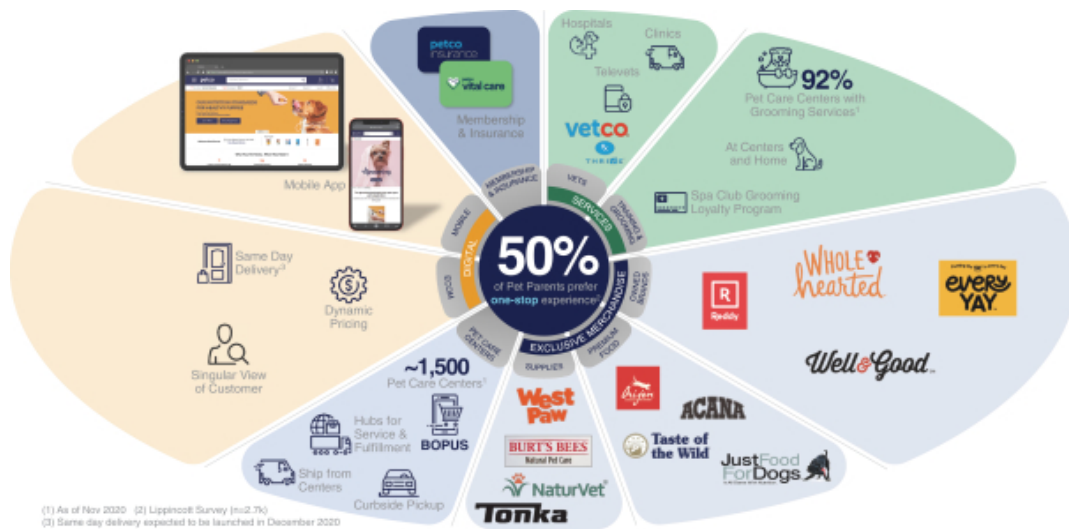 petco
insurance
vital care
Membership
& Insurance
Hospitals
Clinics
Televets
vetco
THRIVE
92%
Pet Care Centers with
Grooming Services¹
At Centers
and Home
Spa Club Grooming
Loyalty Program
petco
Mobile App
Same Day
Delivery³
Dynamic
Pricing
Singular View
of Customer
MEMBERSHIP
& INSURANCE
VETS
TRAINING &
GROOMING
OWNED
BRANDS
PREMIUM
FOOD
SUPPLIES
PET CARE
CENTERS
ECOM
MOBILE
DIGITAL
SERVICES
EXCLUSIVE MERCHANDISE
50%
of Pet Parents prefer
one-stop experience²
R
Reddy
WHOLE
hearted
every
YAY
Well&Good
~1,500
Pet Care Centers¹
Hubs for
Service &
Fulfillment
BOPUS
Ship from
Centers
Curbside Pickup
West
Paw
BURT'S BEES
Natural Pet Care
NaturVet
Tonka
Orijen
ACANA
Taste of
the Wild
JustFood
ForDogs
(1) As of Nov 2020 (2) Lippincott Survey (n=2.7k)
(3) Same day delivery expected to be launched in December 2020